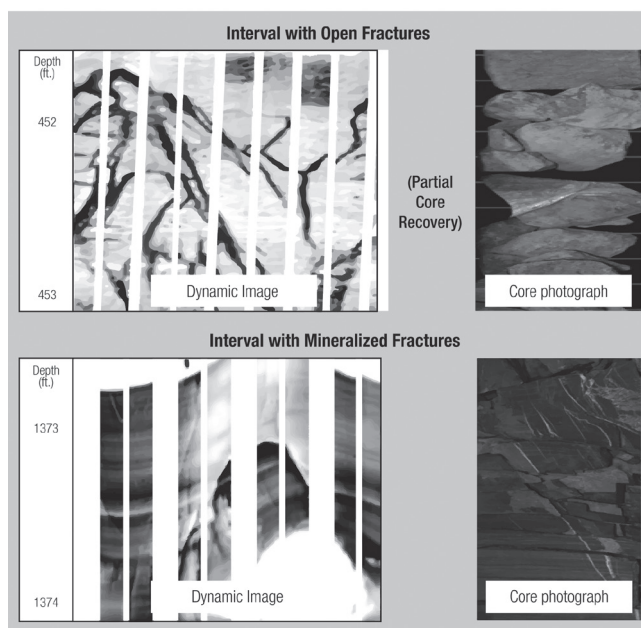 Interval with Open Fractures
Depth
(ft.)
452
453
Dynamic Image
(Partial
Core
Recovery)
Core photograph
Interval with Mineralized Fractures
Depth
(ft.)
1373
1374
Dynamic Image
Core photograph